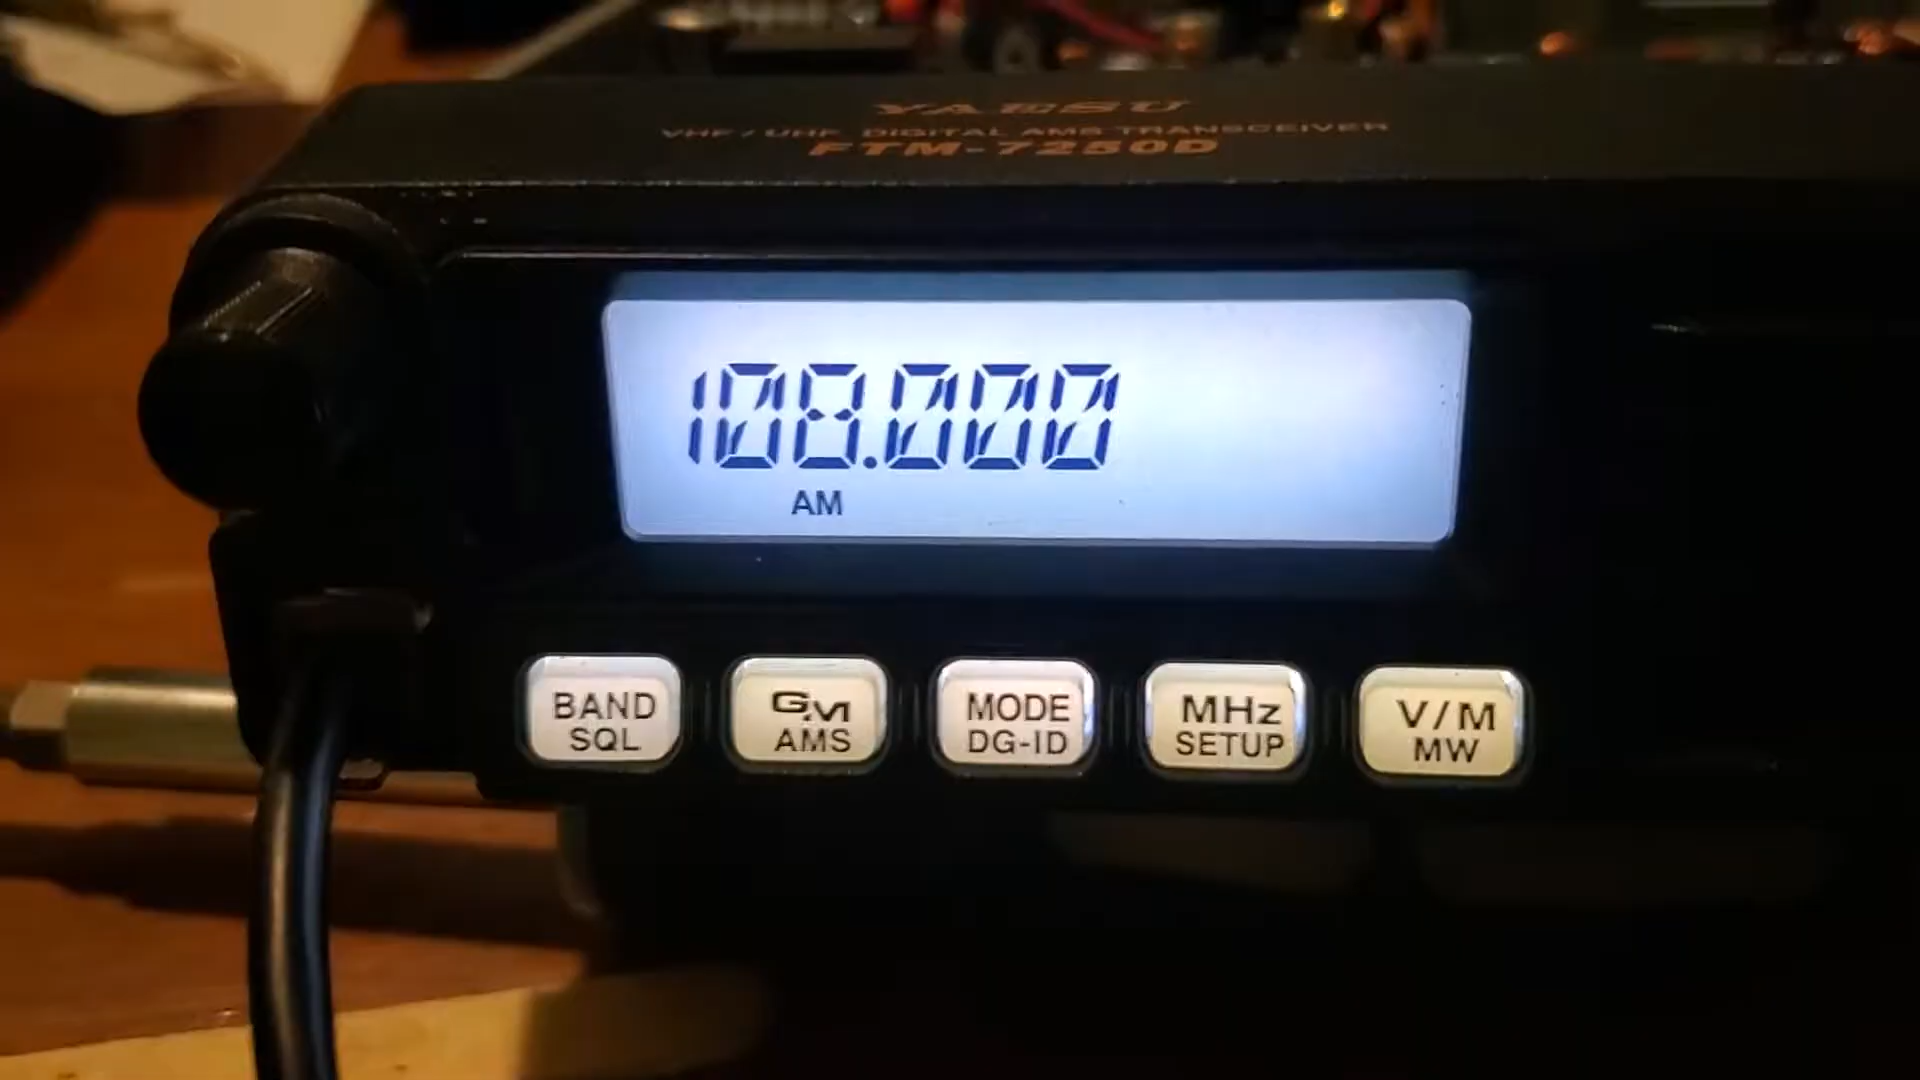 YAESU
VHF / UHF DIGITAL AMS TRANSCEIVER
FTM-7250D
108.000
AM
BAND
SQL
GM
AMS
MODE
DG-ID
MHz
SETUP
V/M
MW